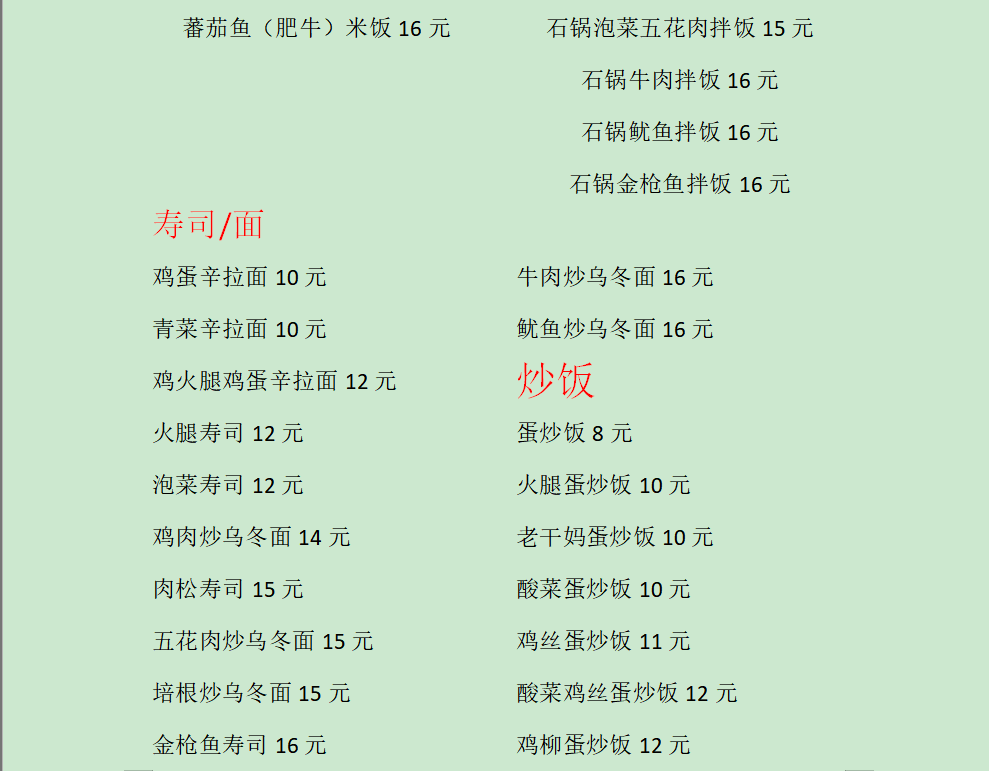 蕃茄鱼（肥牛）米饭 16 元
石锅泡菜五花肉拌饭 15 元
石锅牛肉拌饭 16 元
石锅鱿鱼拌饭 16 元
石锅金枪鱼拌饭 16 元
寿司/面
鸡蛋辛拉面 10 元
青菜辛拉面 10 元
鸡火腿鸡蛋辛拉面 12 元
火腿寿司 12 元
泡菜寿司 12 元
鸡肉炒乌冬面 14 元
肉松寿司 15 元
五花肉炒乌冬面 15 元
培根炒乌冬面 15 元
金枪鱼寿司 16 元
牛肉炒乌冬面 16 元
鱿鱼炒乌冬面 16 元
炒饭
蛋炒饭 8 元
火腿蛋炒饭 10 元
老干妈蛋炒饭 10 元
酸菜蛋炒饭 10 元
鸡丝蛋炒饭 11 元
酸菜鸡丝蛋炒饭 12 元
鸡柳蛋炒饭 12 元